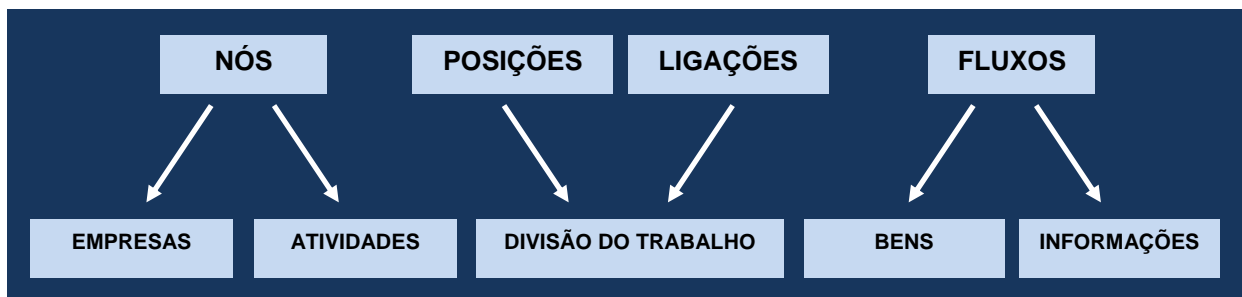 NÓS
POSIÇÕES
LIGAÇÕES
FLUXOS
EMPRESAS
ATIVIDADES
DIVISÃO DO TRABALHO
BENS
INFORMAÇÕES